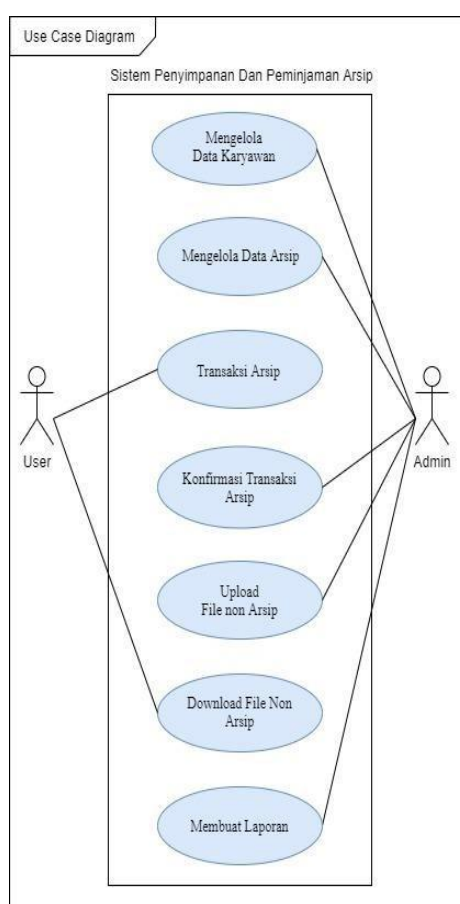 Use Case Diagram
Sistem Penyimpanan Dan Peminjaman Arsip
Mengelola
Data Karyawan
Mengelola Data Arsip
Transaksi Arsip
User
Admin
Konfirmasi Transaksi
Arsip
Upload
File non Arsip
Download File Non
Arsip
Membuat Laporan